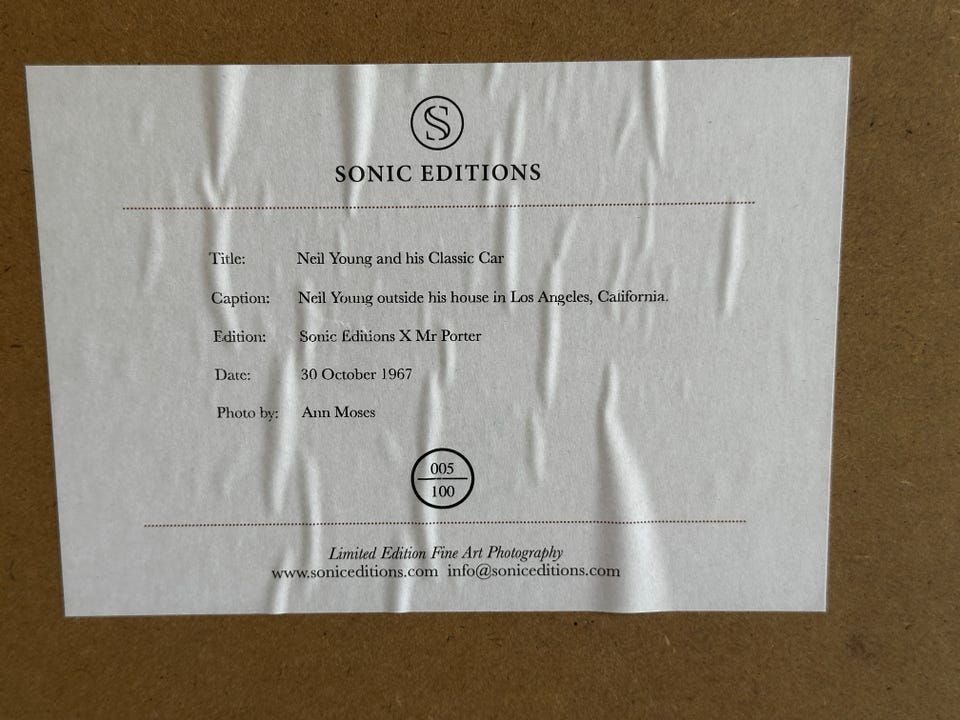 S
SONIC EDITIONS
Title: Neil Young and his Classic Car
Caption: Neil Young outside his house in Los Angeles, California.
Edition: Sonic Editions X Mr Porter
Date: 30 October 1967
Photo by: Ann Moses
005
100
Limited Edition Fine Art Photography
www.soniceditions.com info@soniceditions.com